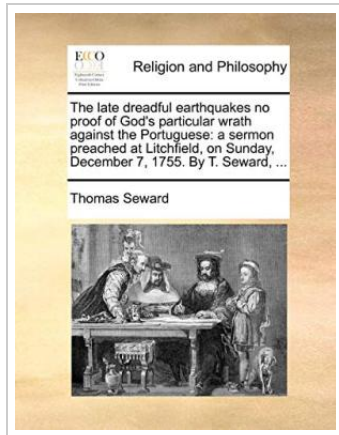 ECCO
Religion and Philosophy
The late dreadful earthquakes no
proof of God's particular wrath
against the Portuguese: a sermon
preached at Litchfield, on Sunday,
December 7, 1755. By T. Seward, ...
Thomas Seward